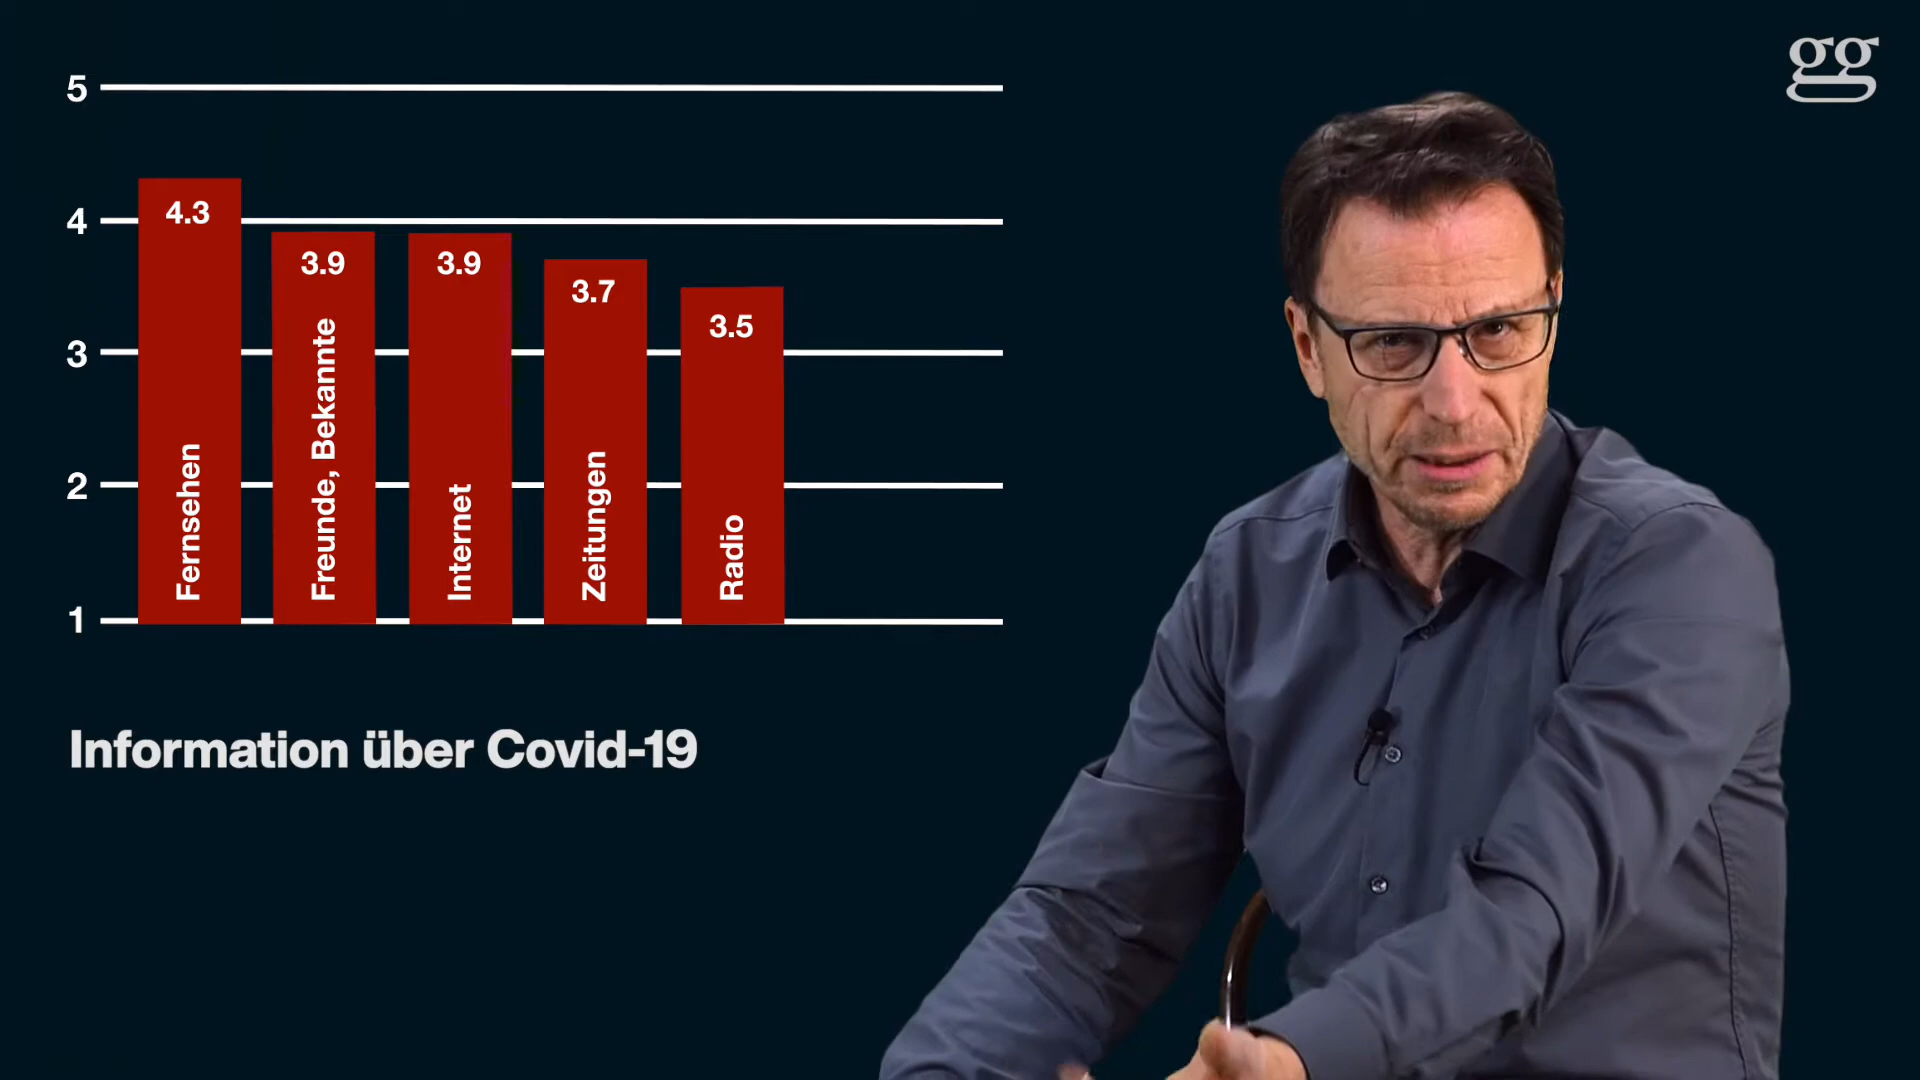 gg
5
4
3
2
1
4.3
3.9
3.9
3.7
3.5
Fernsehen
Freunde, Bekannte
Internet
Zeitungen
Radio
Information über Covid-19